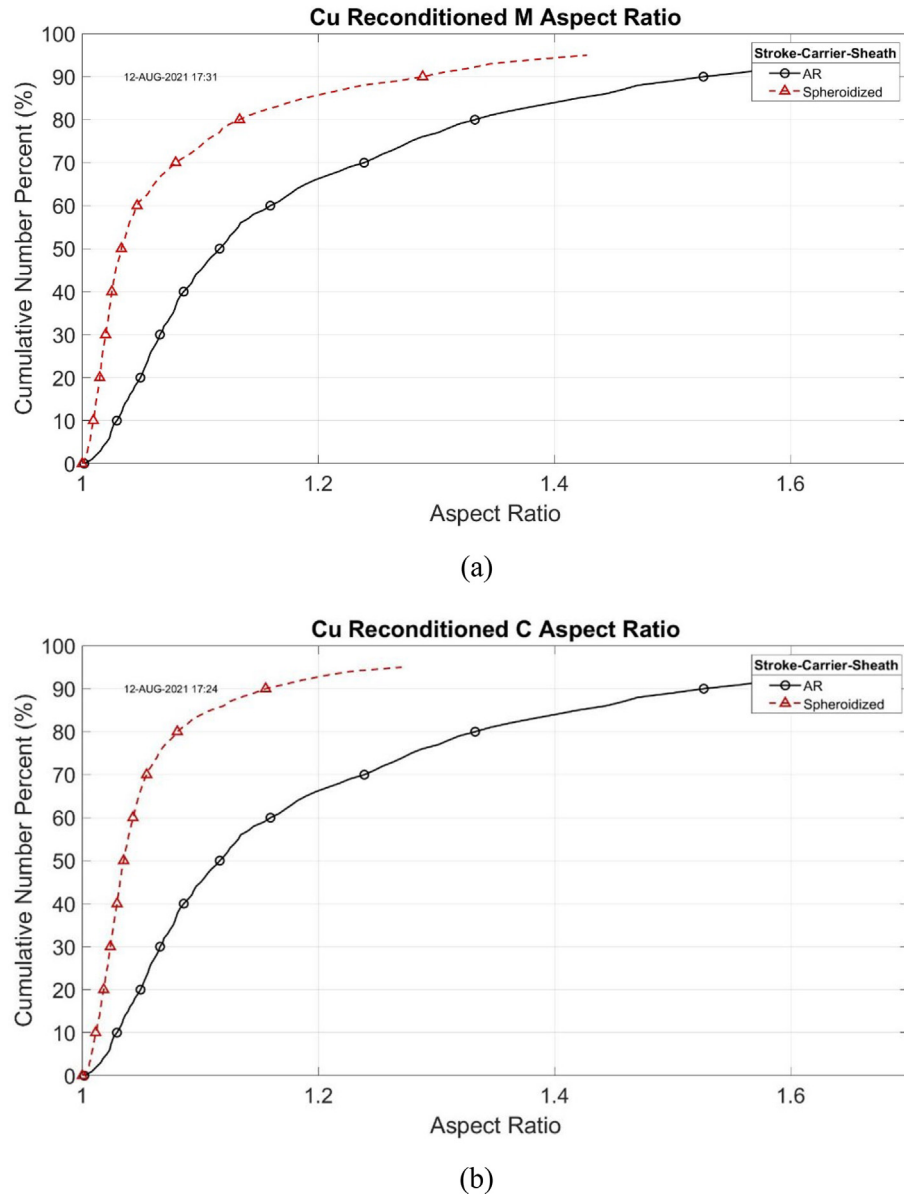 Cu Reconditioned M Aspect Ratio
100
90
80
70
60
50
40
30
20
10
0
Cumulative Number Percent (%)
12-AUG-2021 17:31
Stroke-Carrier-Sheath
AR
Spheroidized
1
1.2
1.4
1.6
Aspect Ratio
(a)
Cu Reconditioned C Aspect Ratio
100
90
80
70
60
50
40
30
20
10
0
Cumulative Number Percent (%)
12-AUG-2021 17:24
Stroke-Carrier-Sheath
AR
Spheroidized
1
1.2
1.4
1.6
Aspect Ratio
(b)